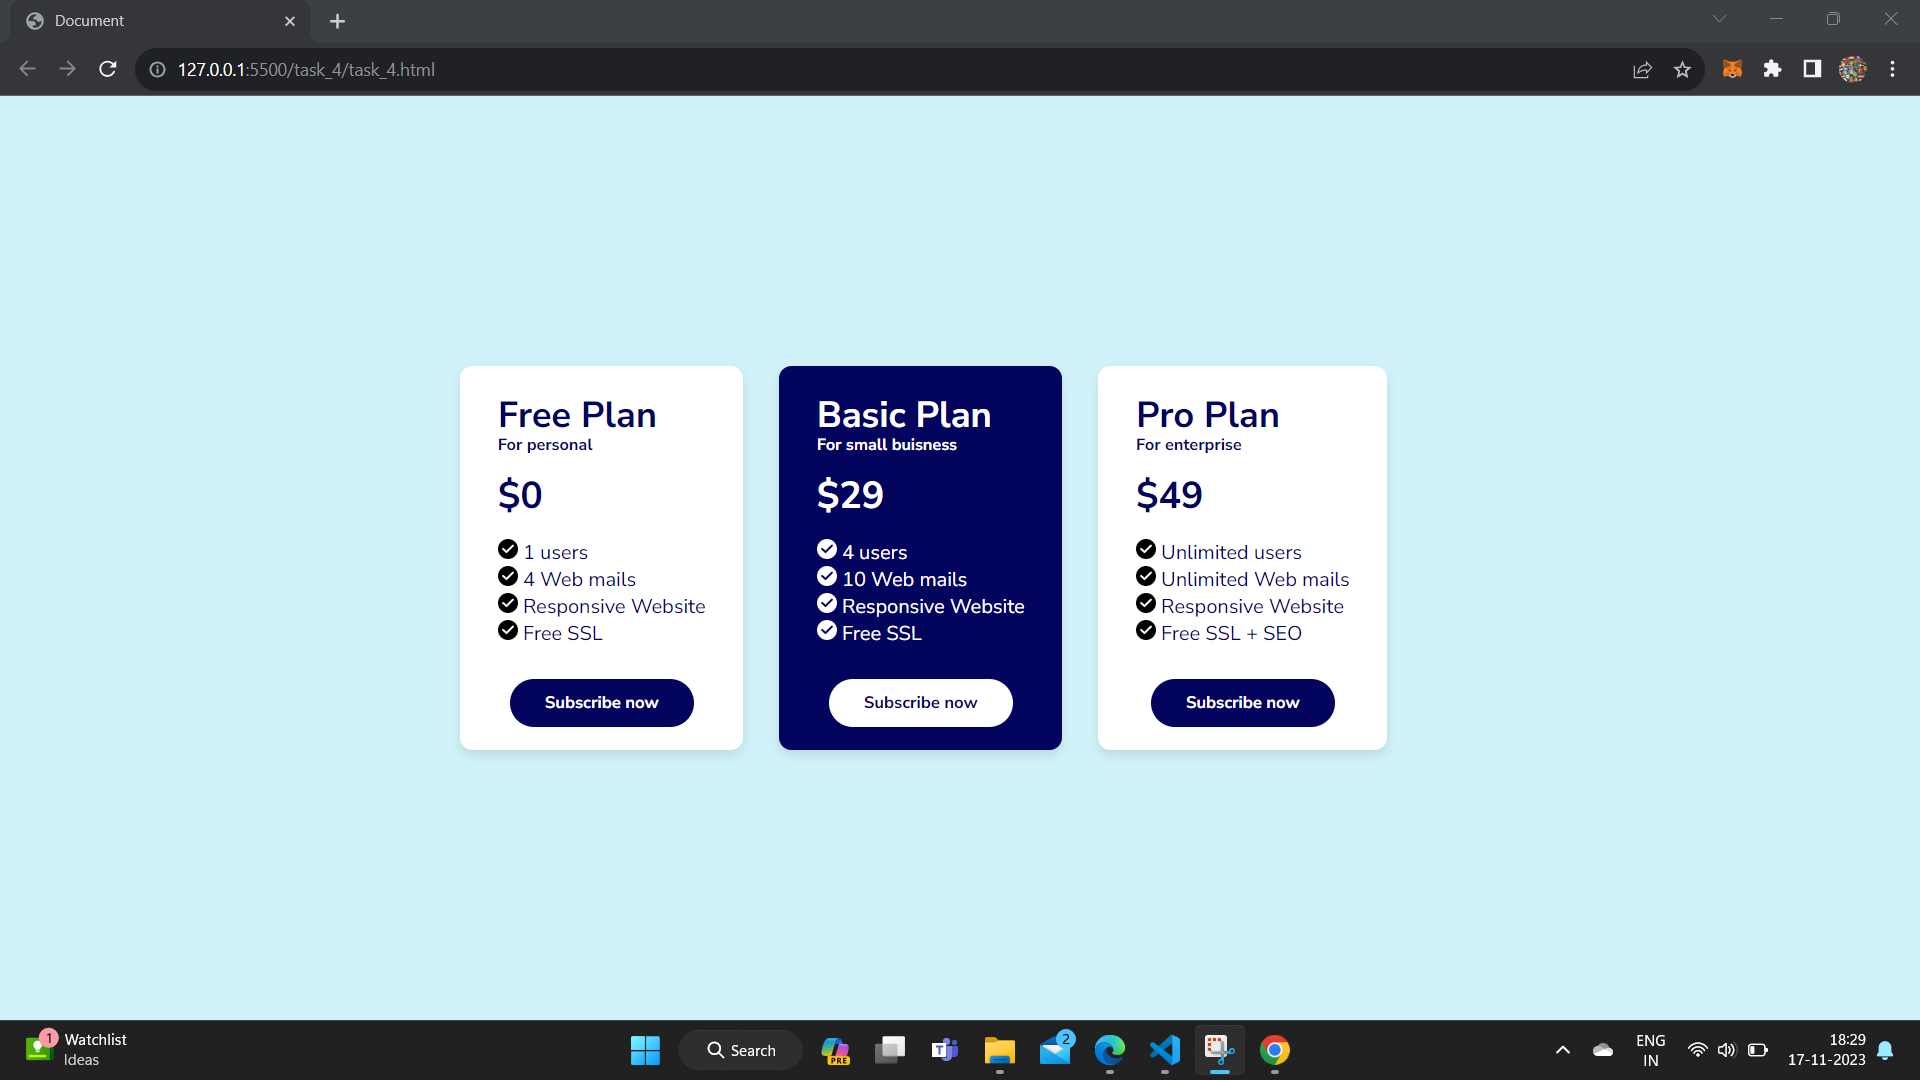 Document
127.0.0.1:5500/task_4/task_4.html
Free Plan
For personal
$0
1 users
4 Web mails
Responsive Website
Free SSL
Subscribe now
Basic Plan
For small buisness
$29
4 users
10 Web mails
Responsive Website
Free SSL
Subscribe now
Pro Plan
For enterprise
$49
Unlimited users
Unlimited Web mails
Responsive Website
Free SSL + SEO
Subscribe now
1
Watchlist
Ideas
Search
PRE
T
2
ENG
IN
18:29
17-11-2023